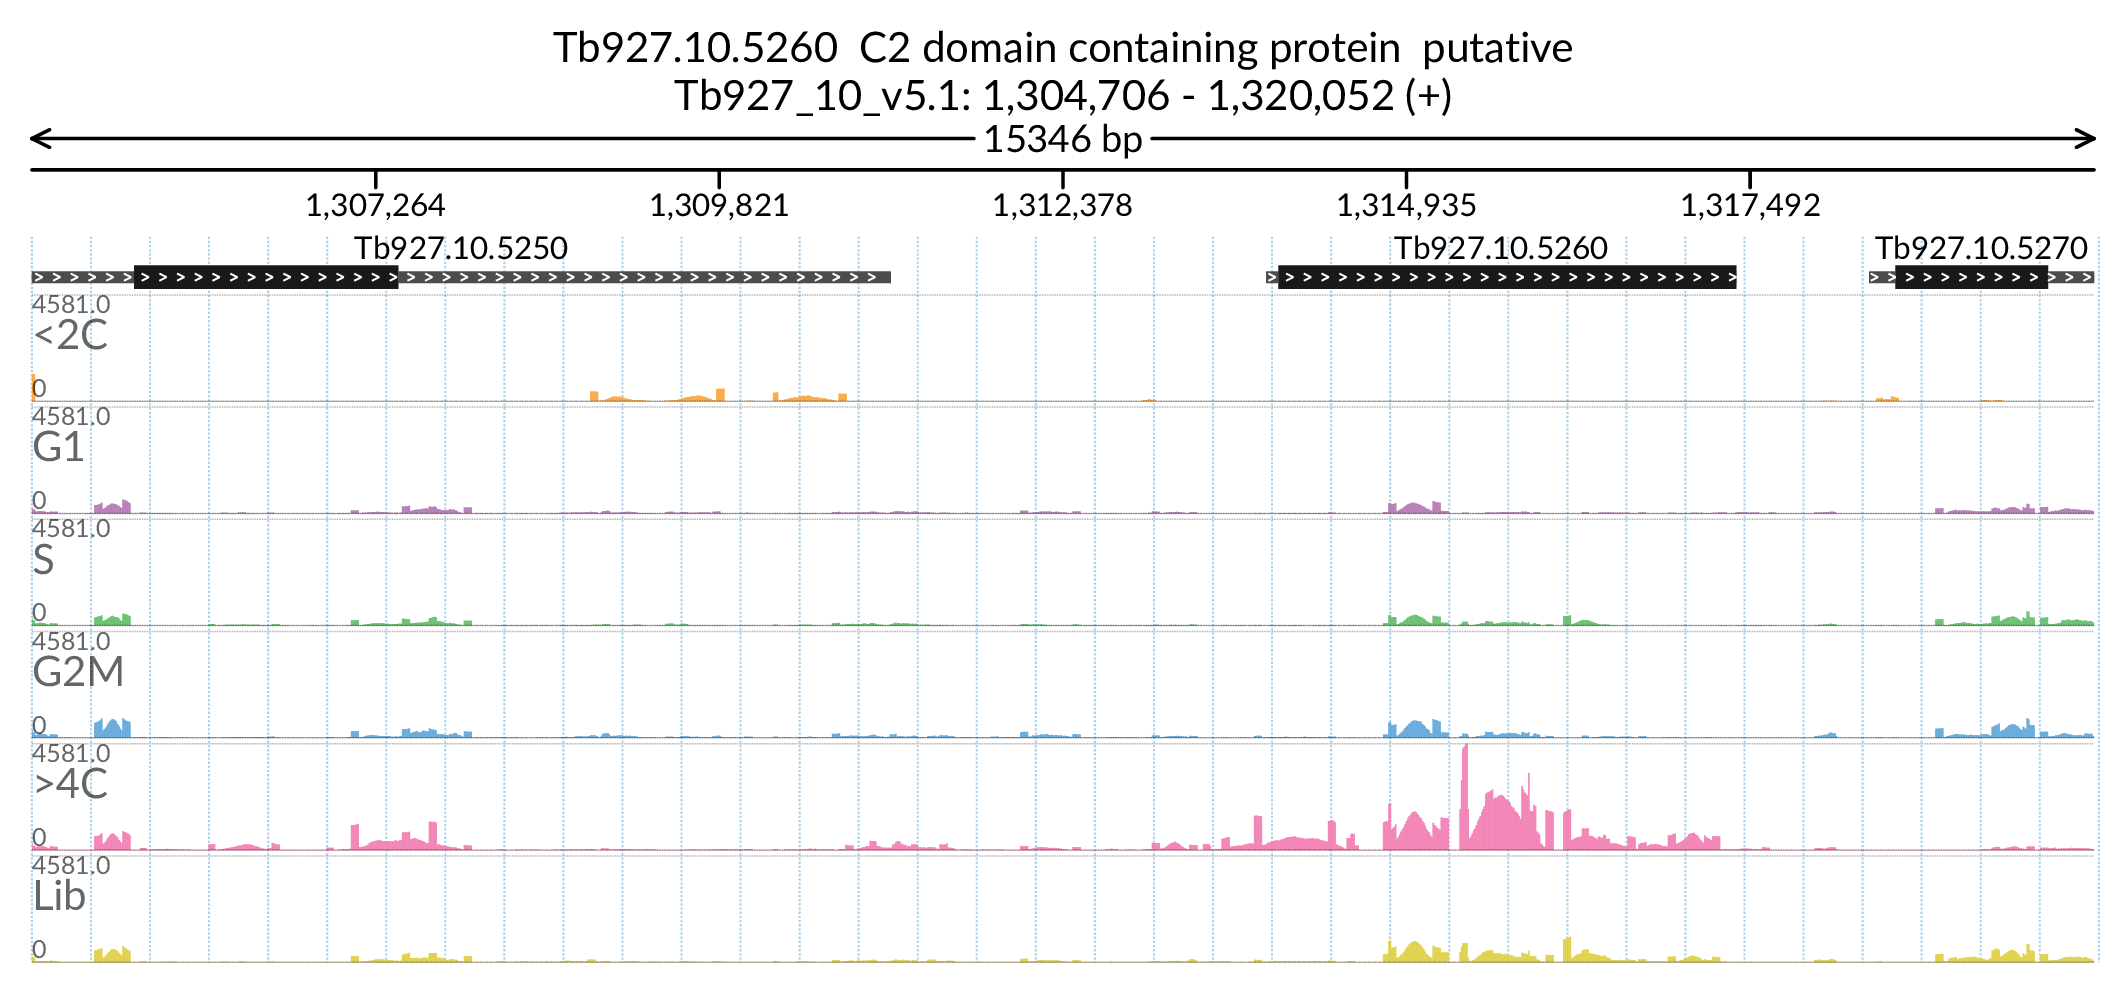 Tb927.10.5260  C2 domain containing protein  putative
Tb927_10_v5.1: 1,304,706 - 1,320,052 (+)
15346 bp
1,307,264 1,309,821 1,312,378 1,314,935 1,317,492
Tb927.10.5250 Tb927.10.5260 Tb927.10.5270
4581.0
<2C
0
4581.0
G1
0
4581.0
S
0
4581.0
G2M
0
4581.0
>4C
0
4581.0
Lib
0